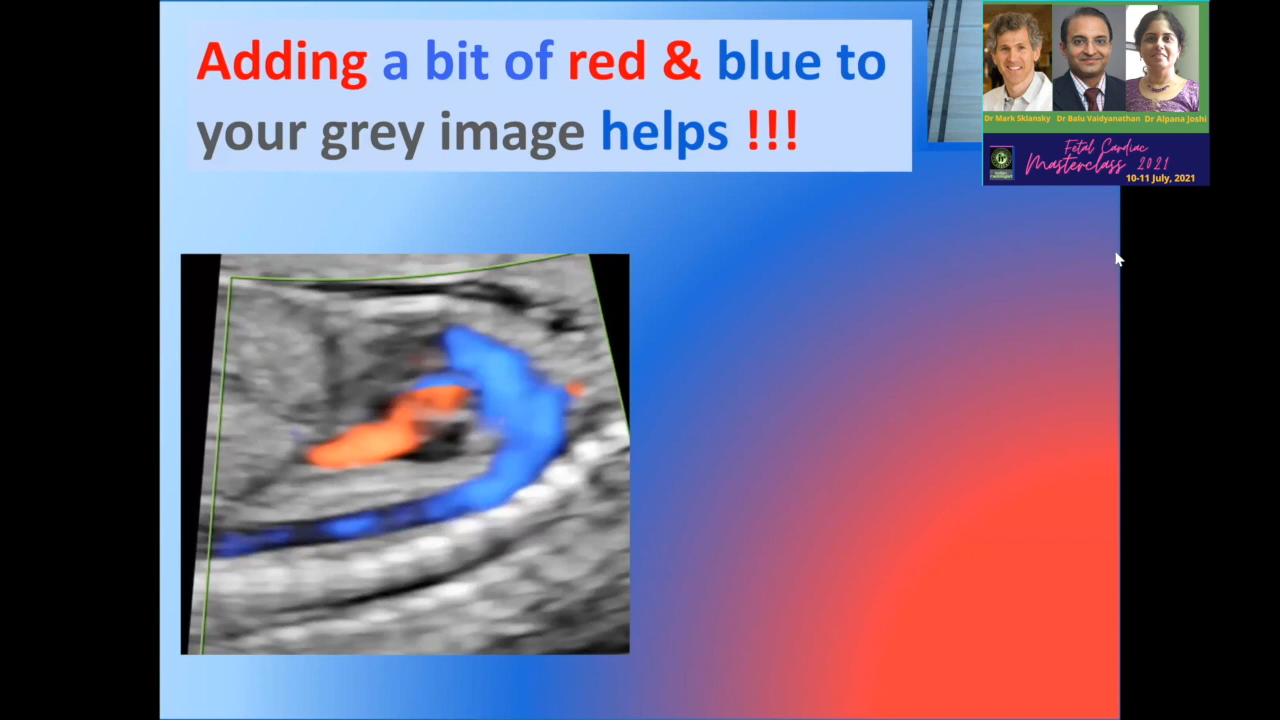 Adding a bit of red & blue to
your grey image helps !!!
Dr Mark Sklansky Dr Balu Vaidyanathan Dr Alpana Joshi
Fetal Cardiac
Masterclass 2021
10-11 July, 2021